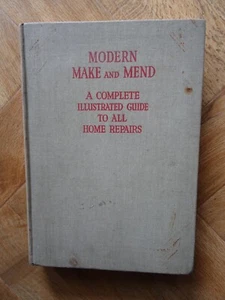 MODERN
MAKE AND MEND
A COMPLETE
ILLUSTRATED GUIDE
TO ALL
HOME REPAIRS